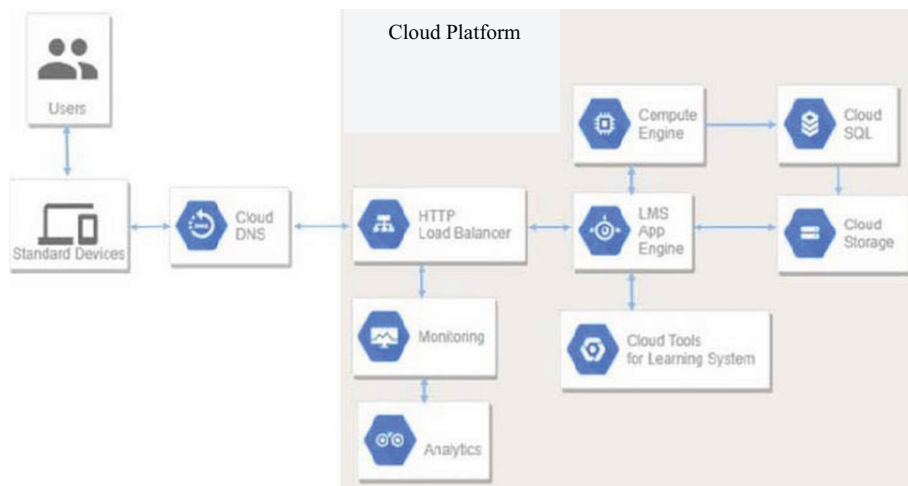 Cloud Platform
Users
Standard Devices
Cloud
DNS
HTTP
Load Balancer
Monitoring
Analytics
Compute
Engine
Cloud
SQL
LMS
App
Engine
Cloud
Storage
Cloud Tools
for Learning System